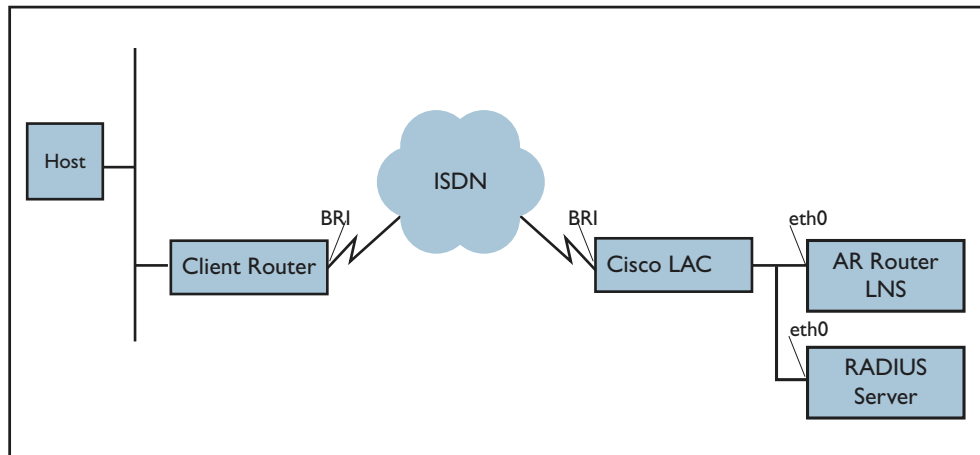 Host
ISDN
BRI
BRI
eth0
Client Router
Cisco LAC
AR Router
LNS
eth0
RADIUS
Server